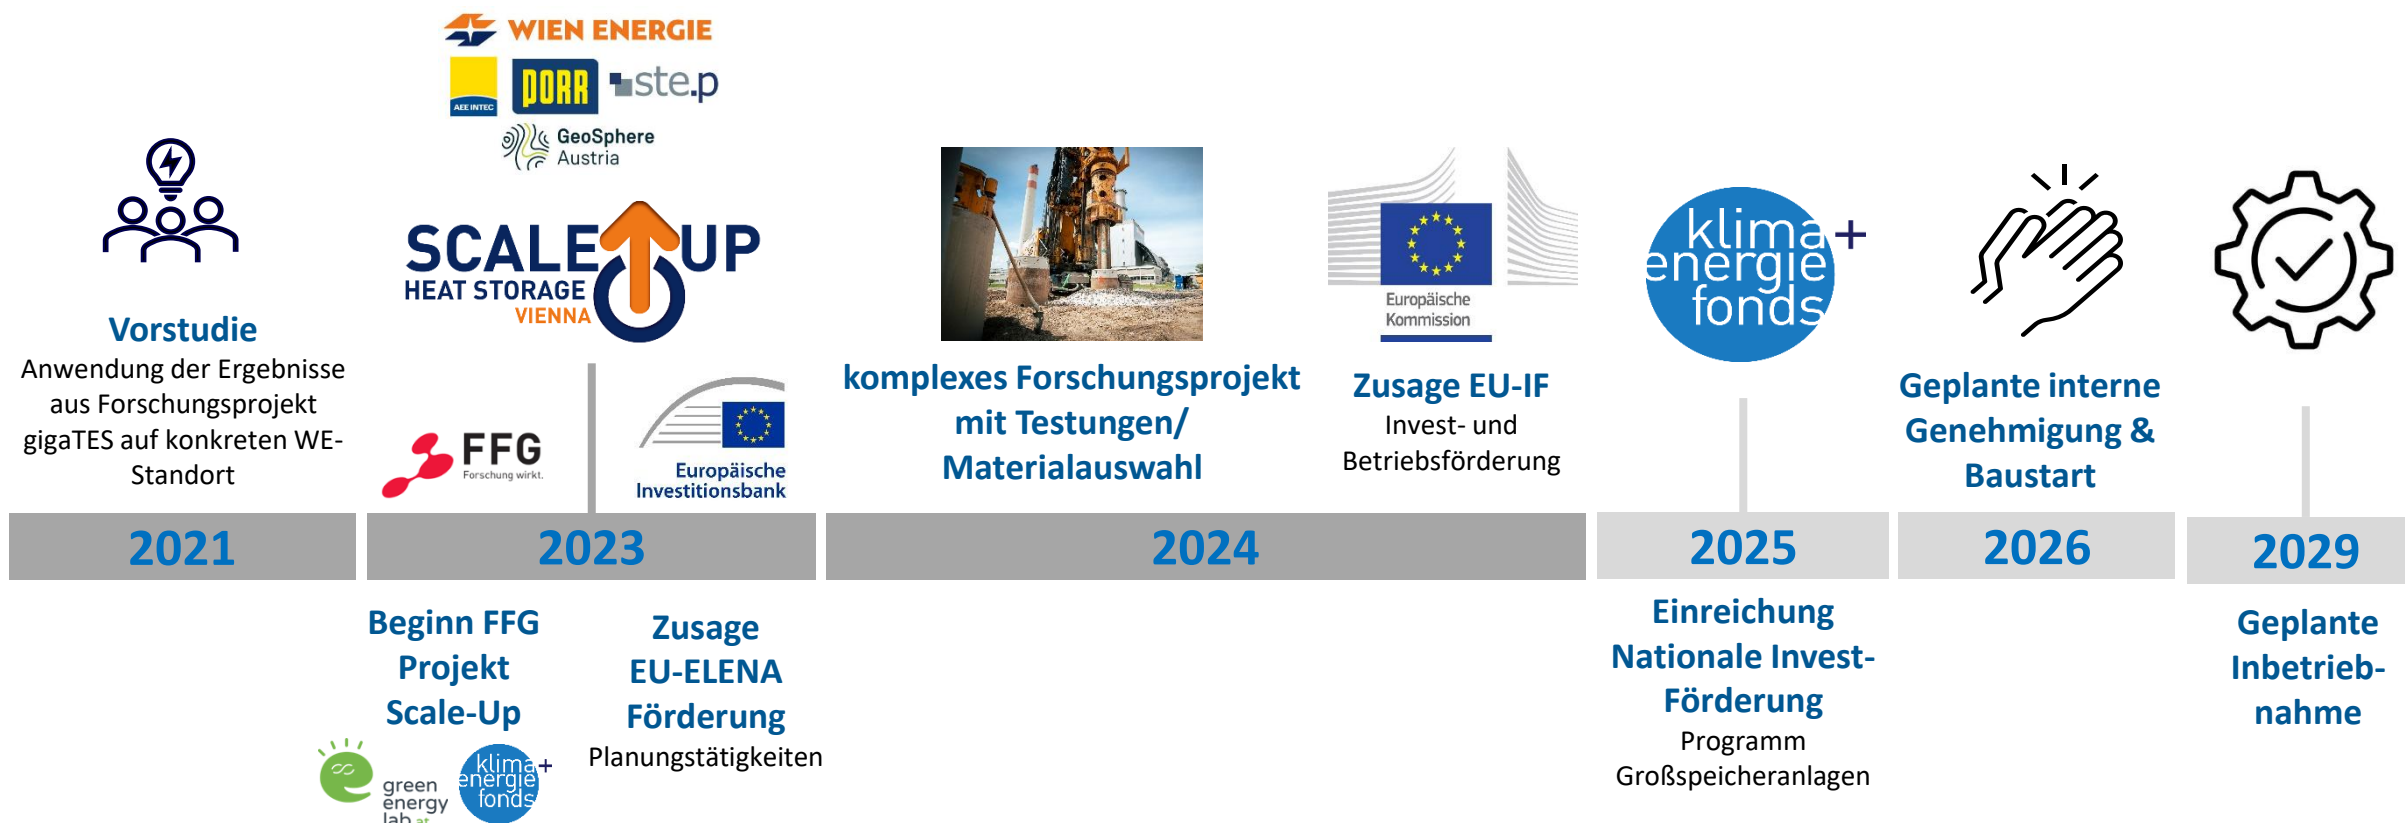 WIEN ENERGIE
AEE INTEC
PORR
ste.p
GeoSphere
Austria
SCALE UP
HEAT STORAGE
VIENNA
Vorstudie
Anwendung der Ergebnisse
aus Forschungsprojekt
gigaTES auf konkreten WE-
Standort
FFG
Forschung wirkt.
Europäische
Investitionsbank
komplexes Forschungsprojekt
mit Testungen/
Materialauswahl
Europäische
Kommission
Zusage EU-IF
Invest- und
Betriebsförderung
klima+
energie
fonds
Geplante interne
Genehmigung &
Baustart
2021
2023
2024
2025
2026
2029
Beginn FFG
Projekt
Scale-Up
green
energy
lab.at
klima+
energie
fonds
Zusage
EU-ELENA
Förderung
Planungstätigkeiten
Einreichung
Nationale Invest-
Förderung
Programm
Großspeicheranlagen
Geplante
Inbetrieb-
nahme